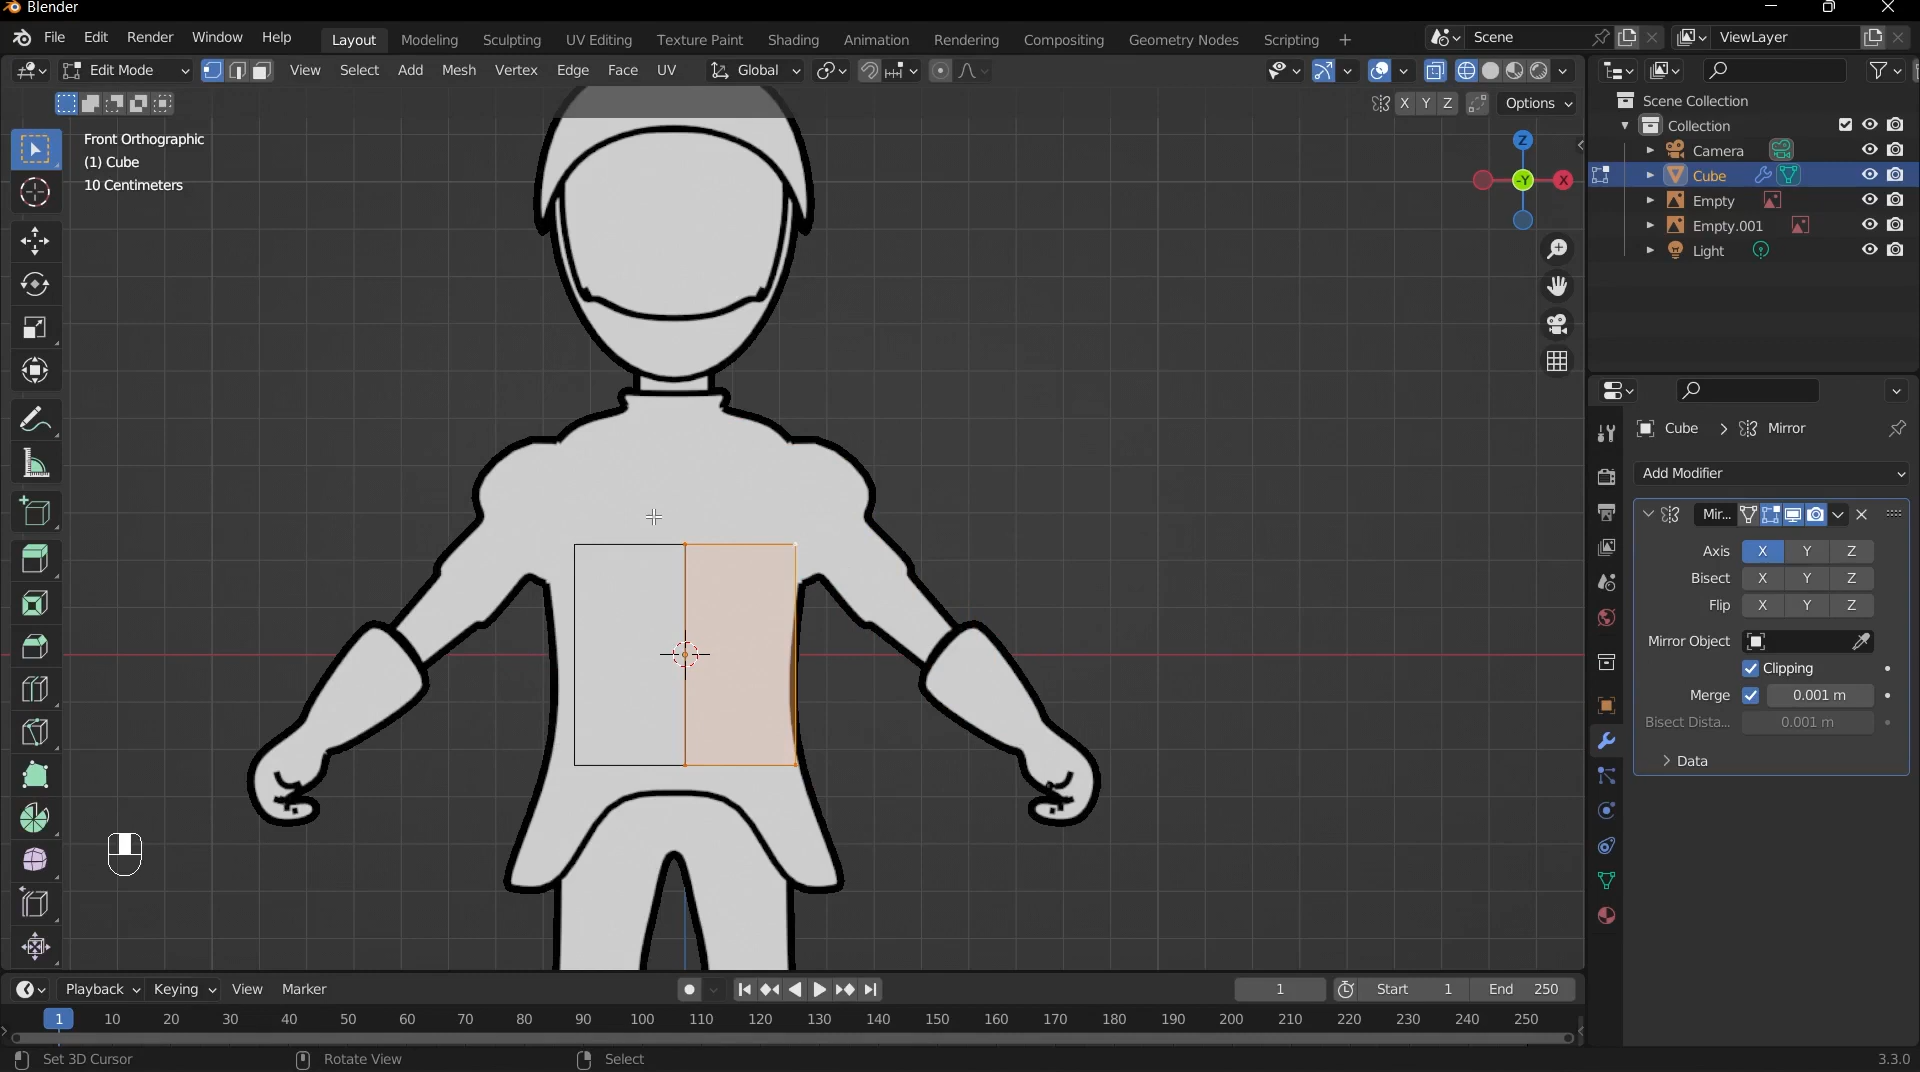 Blender
File Edit Render Window Help Layout Modeling Sculpting UV Editing Texture Paint Shading Animation Rendering Compositing Geometry Nodes Scripting + Scene ViewLayer
Edit Mode View Select Add Mesh Vertex Edge Face UV Global
X Y Z Options
Front Orthographic
(1) Cube
10 Centimeters
Z
-Y
X
Scene Collection
Collection
Camera
Cube
Empty
Empty.001
Light
Cube > Mirror
Add Modifier
Mir...
Axis X Y Z
Bisect X Y Z
Flip X Y Z
Mirror Object
Clipping
Merge 0.001 m
Bisect Dista... 0.001 m
Data
Playback Keying View Marker 1 Start 1 End 250
1 10 20 30 40 50 60 70 80 90 100 110 120 130 140 150 160 170 180 190 200 210 220 230 240 250
Set 3D Cursor Rotate View Select 3.3.0